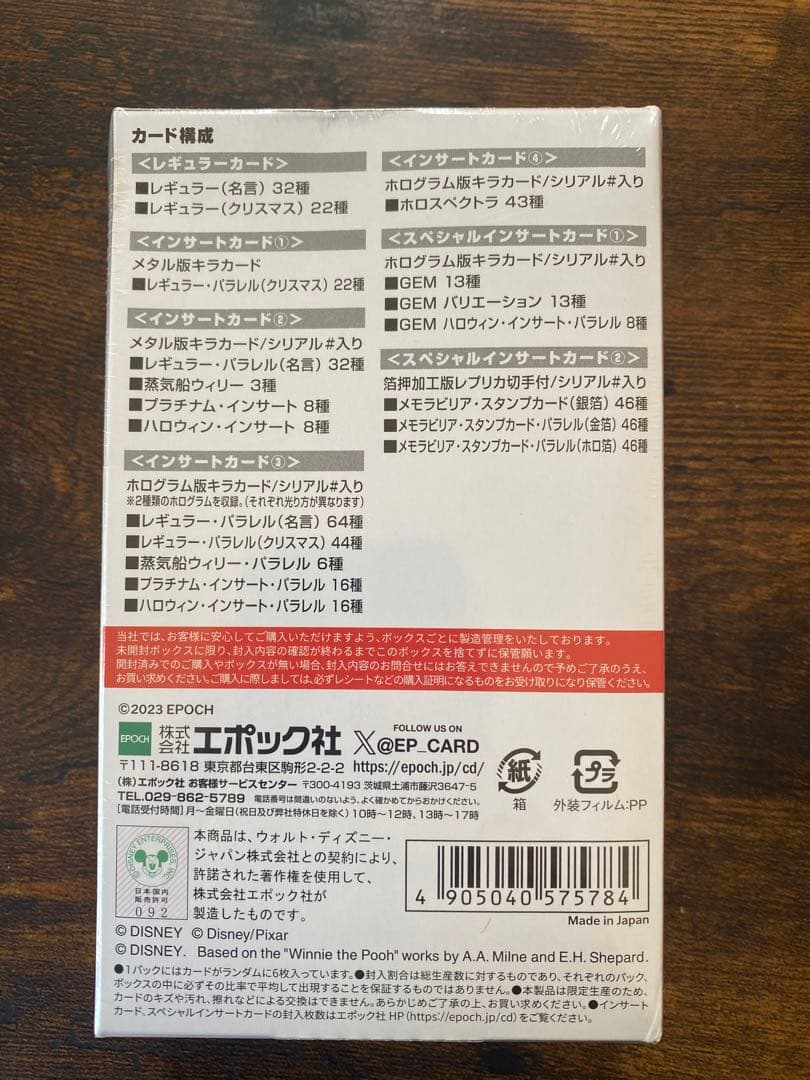 カード構成
＜レギュラーカード＞
■レギュラー(名言) 32種
■レギュラー(クリスマス) 22種
＜インサートカード①＞
メタル版キラカード
■レギュラー・パラレル(クリスマス) 22種
＜インサートカード②＞
メタル版キラカード/シリアル#入り
■レギュラー・パラレル(名言) 32種
■蒸気船ウィリー 3種
■プラチナム・インサート 8種
■ハロウィン・インサート 8種
＜インサートカード③＞
ホログラム版キラカード/シリアル#入り
※2種類のホログラムを収録。(それぞれ光り方が異なります)
■レギュラー・パラレル(名言) 64種
■レギュラー・パラレル(クリスマス) 44種
■蒸気船ウィリー・パラレル 6種
■プラチナム・インサート・パラレル 16種
■ハロウィン・インサート・パラレル 16種
＜インサートカード④＞
ホログラム版キラカード/シリアル#入り
■ホロスペクトラ 43種
＜スペシャルインサートカード①＞
ホログラム版キラカード/シリアル#入り
■GEM 13種
■GEM バリエーション 13種
■GEM ハロウィン・インサート・パラレル 8種
＜スペシャルインサートカード②＞
箔押加工版レプリカ切手付/シリアル#入り
■メモラビリア・スタンプカード(銀箔) 46種
■メモラビリア・スタンプカード・パラレル(金箔) 46種
■メモラビリア・スタンプカード・パラレル(ホロ箔) 46種
当社では、お客様に安心してご購入いただけますよう、ボックスごとに製造管理をいたしております。
未開封ボックスに限り、封入内容の確認が終わるまでこのボックスを捨てずに保管願います。
開封済みでのご購入やボックスが無い場合、封入内容のお問合せにはお答えできませんので予めご了承のうえ、
お買い求めください。ご購入に際しましては、必ずレシートなどの購入証明になるものをお受け取りになり保管ください。
©2023 EPOCH
EPOCH 株式会社エポック社
FOLLOW US ON
X@EP_CARD
〒111-8618 東京都台東区駒形2-2-2 https://epoch.jp/cd/
(株)エポック社 お客様サービスセンター 〒300-4193 茨城県土浦市藤沢3647-5
TEL.029-862-5789 電話番号は間違いのないよう、よく確かめてからおかけください。
[電話受付時間] 月～金曜日(祝日及び弊社特休日を除く) 10時～12時、13時～17時
紙
箱
プラ
外装フィルム:PP
©DISNEY ENTERPRISES INC.
日本国内
販売許可
092
本商品は、ウォルト・ディズニー・
ジャパン株式会社との契約により、
許諾された著作権を使用して、
株式会社エポック社が
製造したものです。
4 905040 575784
Made in Japan
© DISNEY © Disney/Pixar
© DISNEY. Based on the "Winnie the Pooh" works by A.A. Milne and E.H. Shepard.
●1パックにはカードがランダムに6枚入っています。●封入割合は総生産数に対するものであり、それぞれのパック、
ボックスの中に必ずその比率で平均して出現することを保証するものではありません。●本製品は限定生産のため、
カードのキズや汚れ、擦れなどによる交換はできません。あらかじめご了承の上、お買い求めください。●インサート
カード、スペシャルインサートカードの封入枚数はエポック社 HP (https://epoch.jp/cd)をご覧ください。